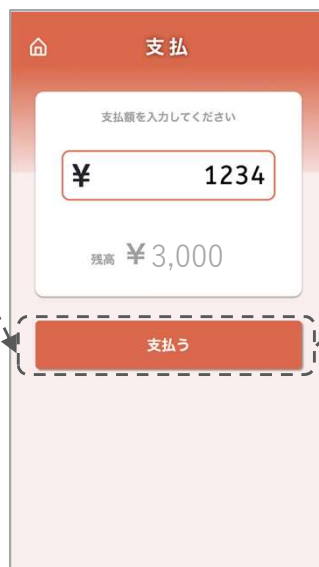 支払
支払額を入力してください
¥ 1234
残高 ¥3,000
支払う